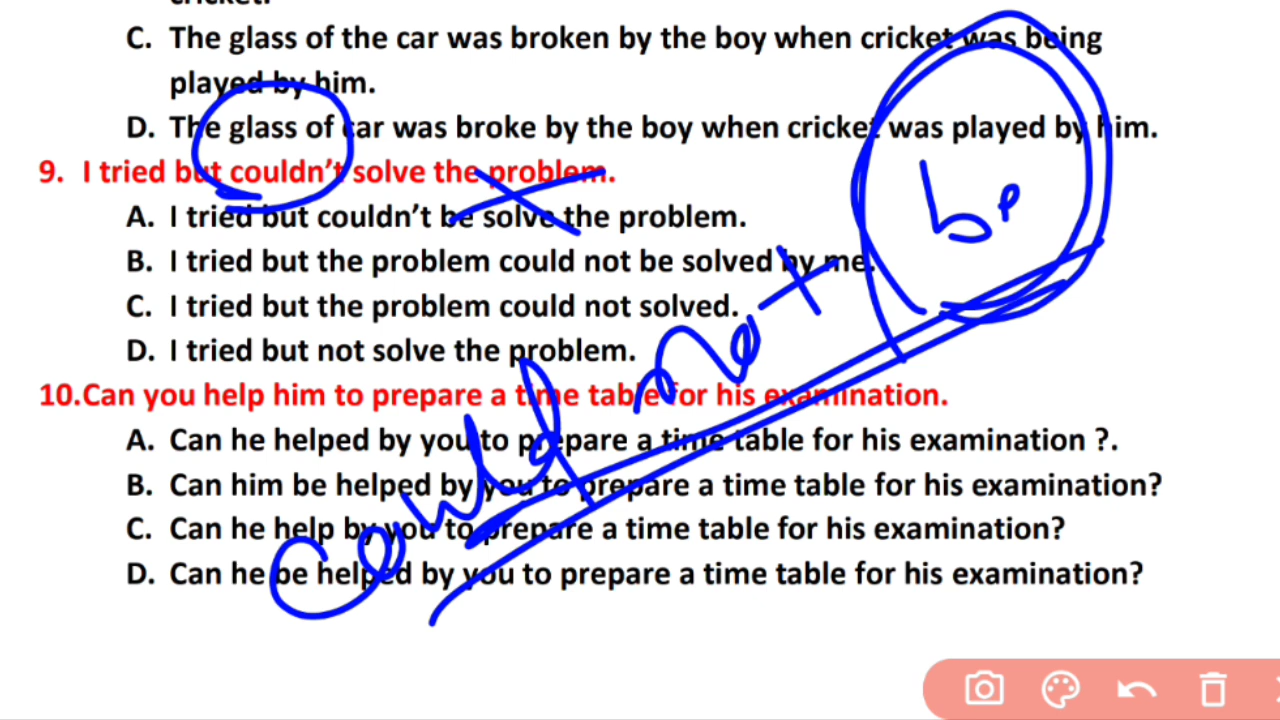 cricket.
C. The glass of the car was broken by the boy when cricket was being
played by him.
D. The glass of car was broke by the boy when cricket was played by him.
9. I tried but couldn't solve the problem.
A. I tried but couldn't be solve the problem.
B. I tried but the problem could not be solved by me.
C. I tried but the problem could not solved.
D. I tried but not solve the problem.
10.Can you help him to prepare a time table for his examination.
A. Can he helped by you to prepare a time table for his examination ?.
B. Can him be helped by you to prepare a time table for his examination?
C. Can he help by you to prepare a time table for his examination?
D. Can he be helped by you to prepare a time table for his examination?
could not be